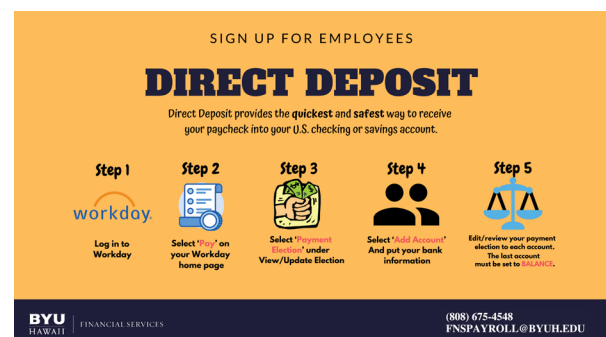 SIGN UP FOR EMPLOYEES
DIRECT DEPOSIT
Direct Deposit provides the quickest and safest way to receive
your paycheck into your U.S. checking or savings account.
Step 1
workday.
Log in to
Workday
Step 2
Select 'Pay' on
your Workday
home page
Step 3
Select 'Payment
Election' under
View/Update Election
Step 4
Select 'Add Account'
And put your bank
information
Step 5
Edit/review your payment
election to each account.
The last account
must be set to BALANCE.
BYU
HAWAII
FINANCIAL SERVICES
(808) 675-4548
FNSPAYROLL@BYUH.EDU